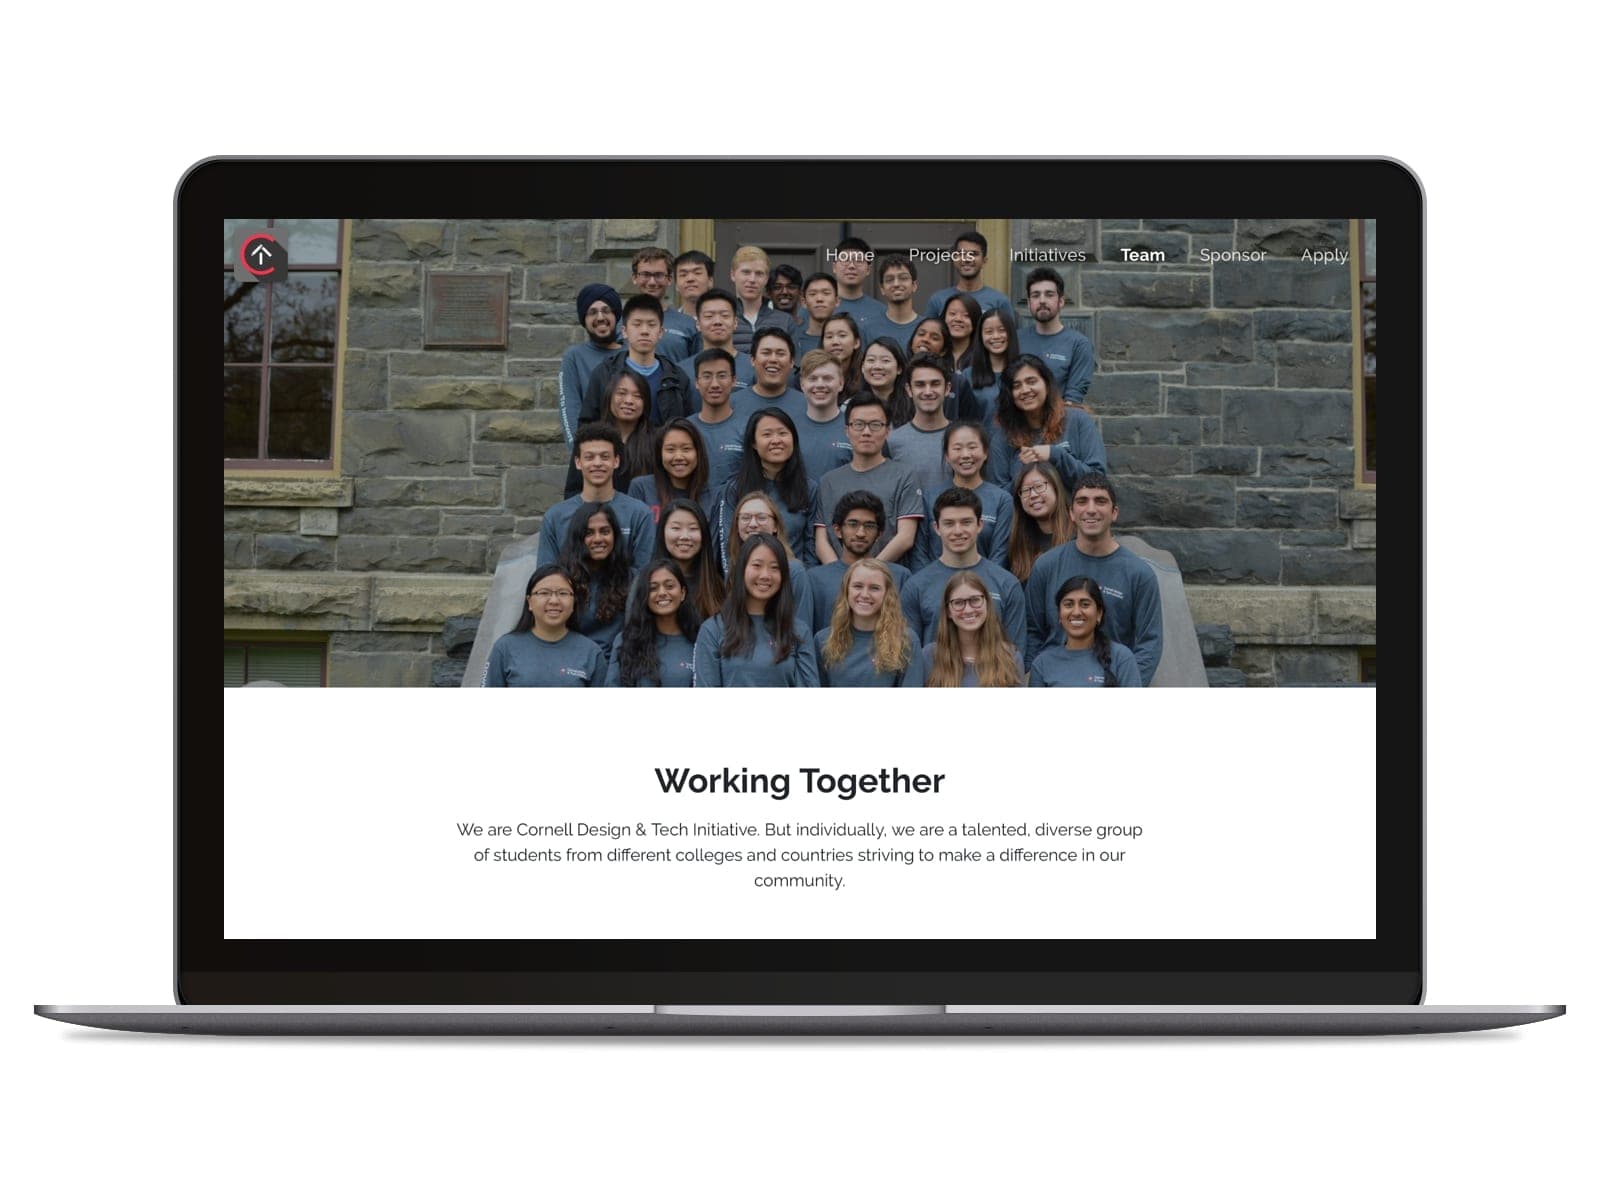 Home Projects Initiatives Team Sponsor Apply
Working Together
We are Cornell Design & Tech Initiative. But individually, we are a talented, diverse group
of students from different colleges and countries striving to make a difference in our
community.